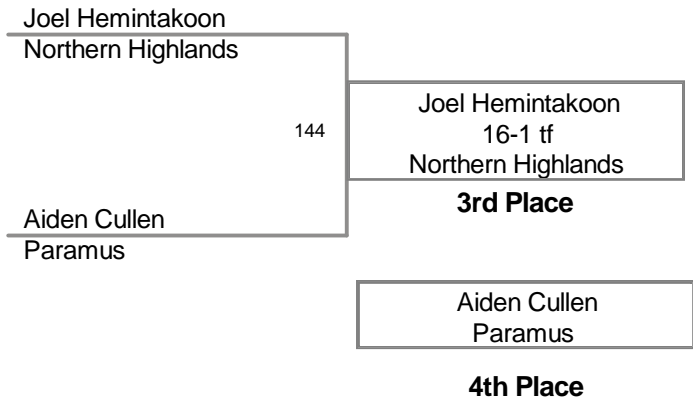 Joel Hemintakoon
Northern Highlands
144
Joel Hemintakoon
16-1 tf
Northern Highlands
3rd Place
Aiden Cullen
Paramus
Aiden Cullen
Paramus
4th Place